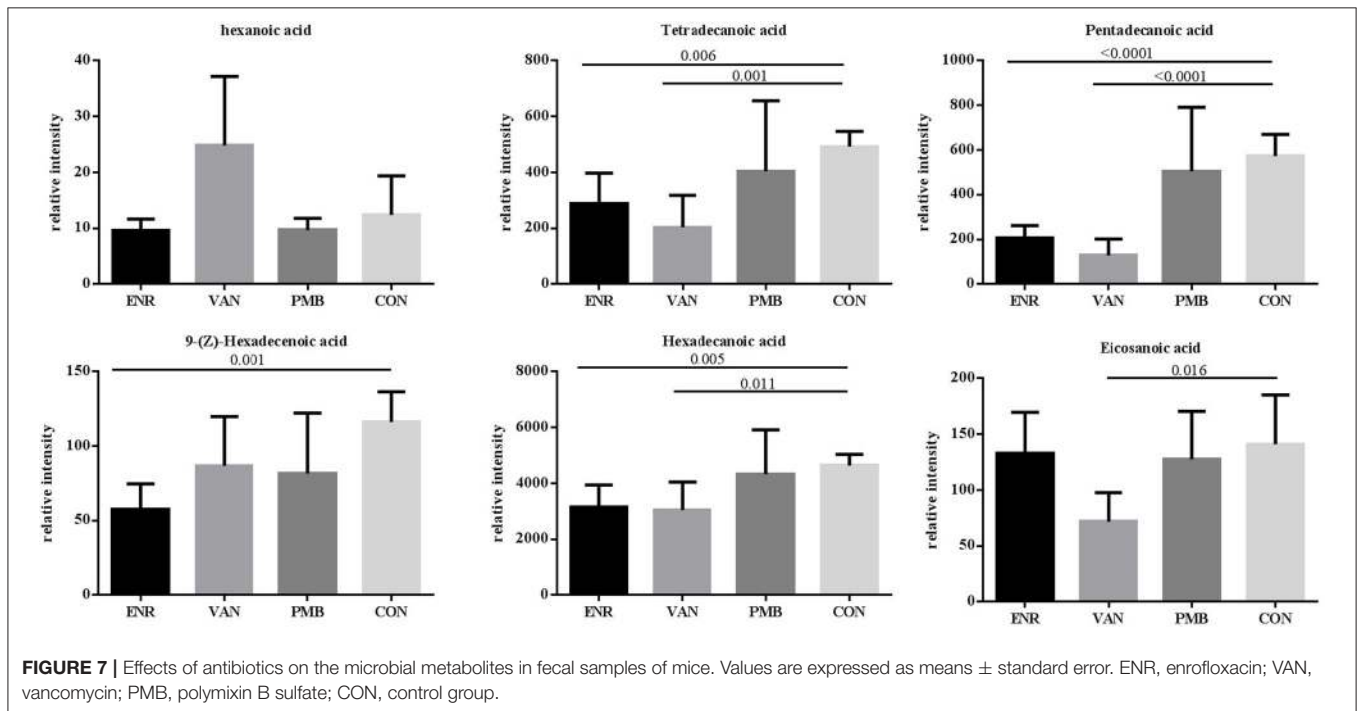 hexanoic acid
relative intensity
40
30
20
10
0
ENR VAN PMB CON
Tetradecanoic acid
relative intensity
800
600
400
200
0
0.006
0.001
ENR VAN PMB CON
Pentadecanoic acid
relative intensity
1000
800
600
400
200
0
<0.0001
<0.0001
ENR VAN PMB CON
9-(Z)-Hexadecenoic acid
relative intensity
150
100
50
0
0.001
ENR VAN PMB CON
Hexadecanoic acid
relative intensity
8000
6000
4000
2000
0
0.005
0.011
ENR VAN PMB CON
Eicosanoic acid
relative intensity
200
150
100
50
0
0.016
ENR VAN PMB CON
FIGURE 7 | Effects of antibiotics on the microbial metabolites in fecal samples of mice. Values are expressed as means ± standard error. ENR, enrofloxacin; VAN,
vancomycin; PMB, polymixin B sulfate; CON, control group.